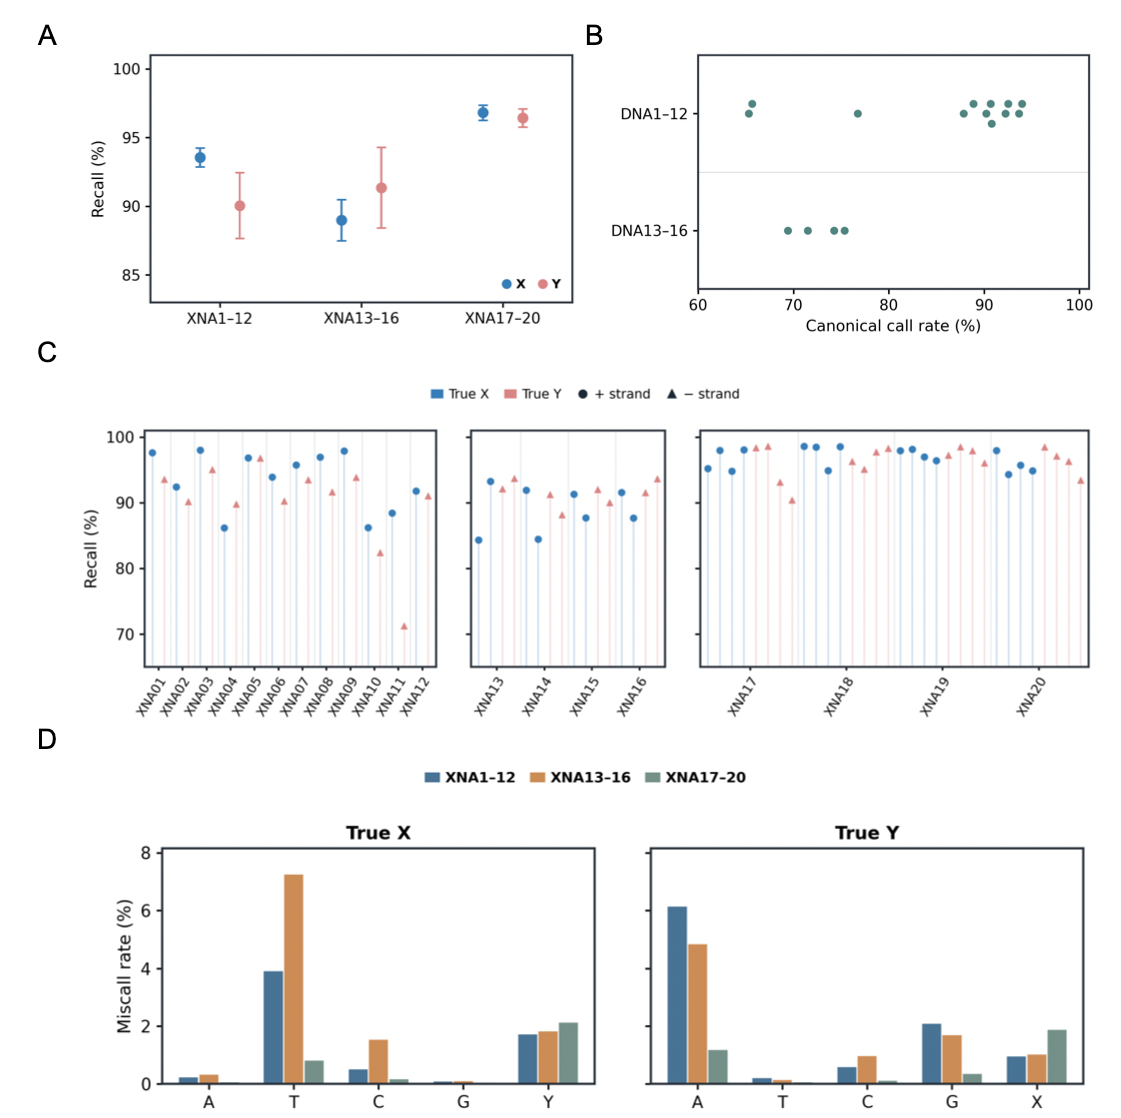 A
B
100
95
90
85
Recall (%)
X Y
XNA1–12 XNA13–16 XNA17–20
DNA1–12
DNA13–16
60 70 80 90 100
Canonical call rate (%)
C
True X True Y + strand − strand
100
90
80
70
Recall (%)
XNA01 XNA02 XNA03 XNA04 XNA05 XNA06 XNA07 XNA08 XNA09 XNA10 XNA11 XNA12
XNA13 XNA14 XNA15 XNA16
XNA17 XNA18 XNA19 XNA20
D
XNA1–12 XNA13–16 XNA17–20
True X
True Y
8
6
4
2
0
Miscall rate (%)
A T C G Y
A T C G X